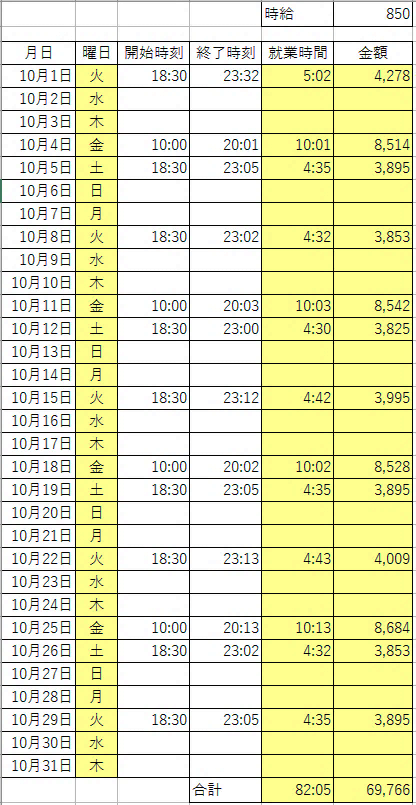 時給 850
月日 曜日 開始時刻 終了時刻 就業時間 金額
10月1日 火 18:30 23:32 5:02 4,278
10月2日 水
10月3日 木
10月4日 金 10:00 20:01 10:01 8,514
10月5日 土 18:30 23:05 4:35 3,895
10月6日 日
10月7日 月
10月8日 火 18:30 23:02 4:32 3,853
10月9日 水
10月10日 木
10月11日 金 10:00 20:03 10:03 8,542
10月12日 土 18:30 23:00 4:30 3,825
10月13日 日
10月14日 月
10月15日 火 18:30 23:12 4:42 3,995
10月16日 水
10月17日 木
10月18日 金 10:00 20:02 10:02 8,528
10月19日 土 18:30 23:05 4:35 3,895
10月20日 日
10月21日 月
10月22日 火 18:30 23:13 4:43 4,009
10月23日 水
10月24日 木
10月25日 金 10:00 20:13 10:13 8,684
10月26日 土 18:30 23:02 4:32 3,853
10月27日 日
10月28日 月
10月29日 火 18:30 23:05 4:35 3,895
10月30日 水
10月31日 木
合計 82:05 69,766